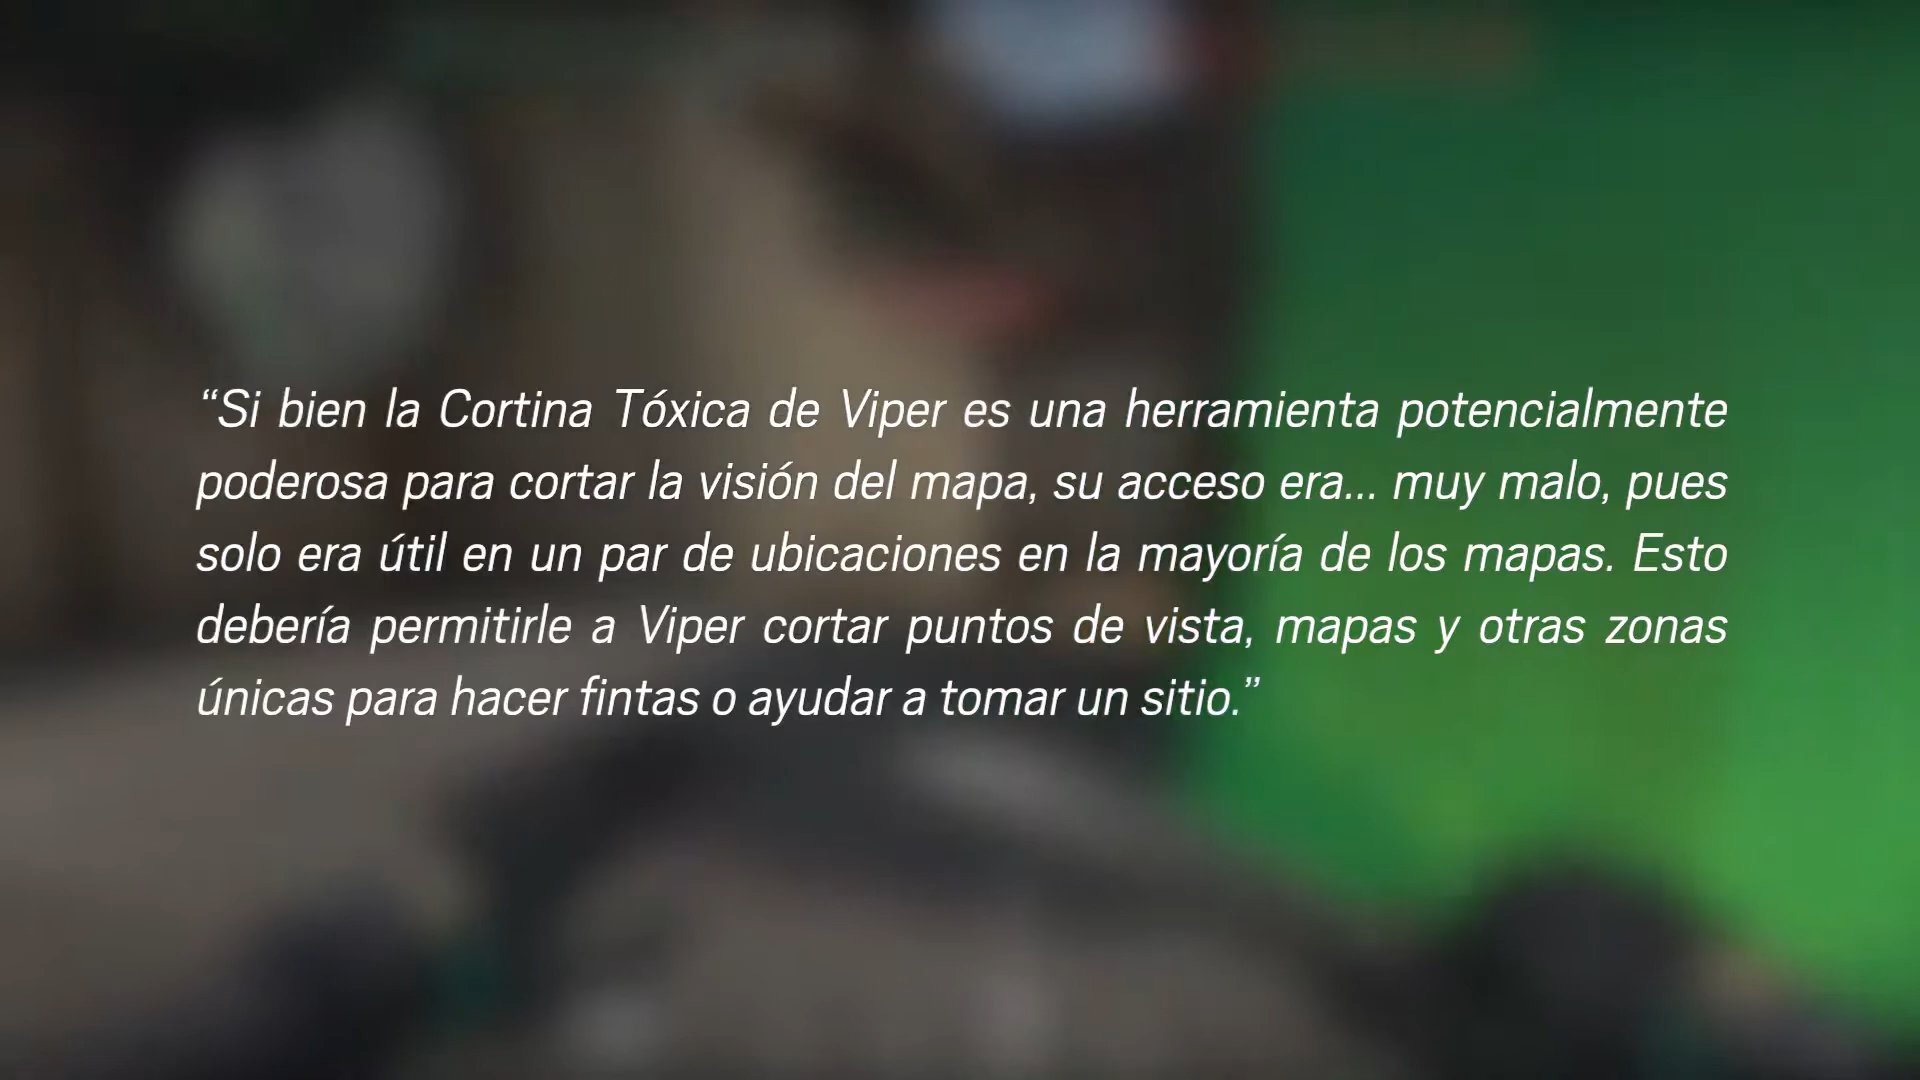 “Si bien la Cortina Tóxica de Viper es una herramienta potencialmente
poderosa para cortar la visión del mapa, su acceso era... muy malo, pues
solo era útil en un par de ubicaciones en la mayoría de los mapas. Esto
debería permitirle a Viper cortar puntos de vista, mapas y otras zonas
únicas para hacer fintas o ayudar a tomar un sitio.”